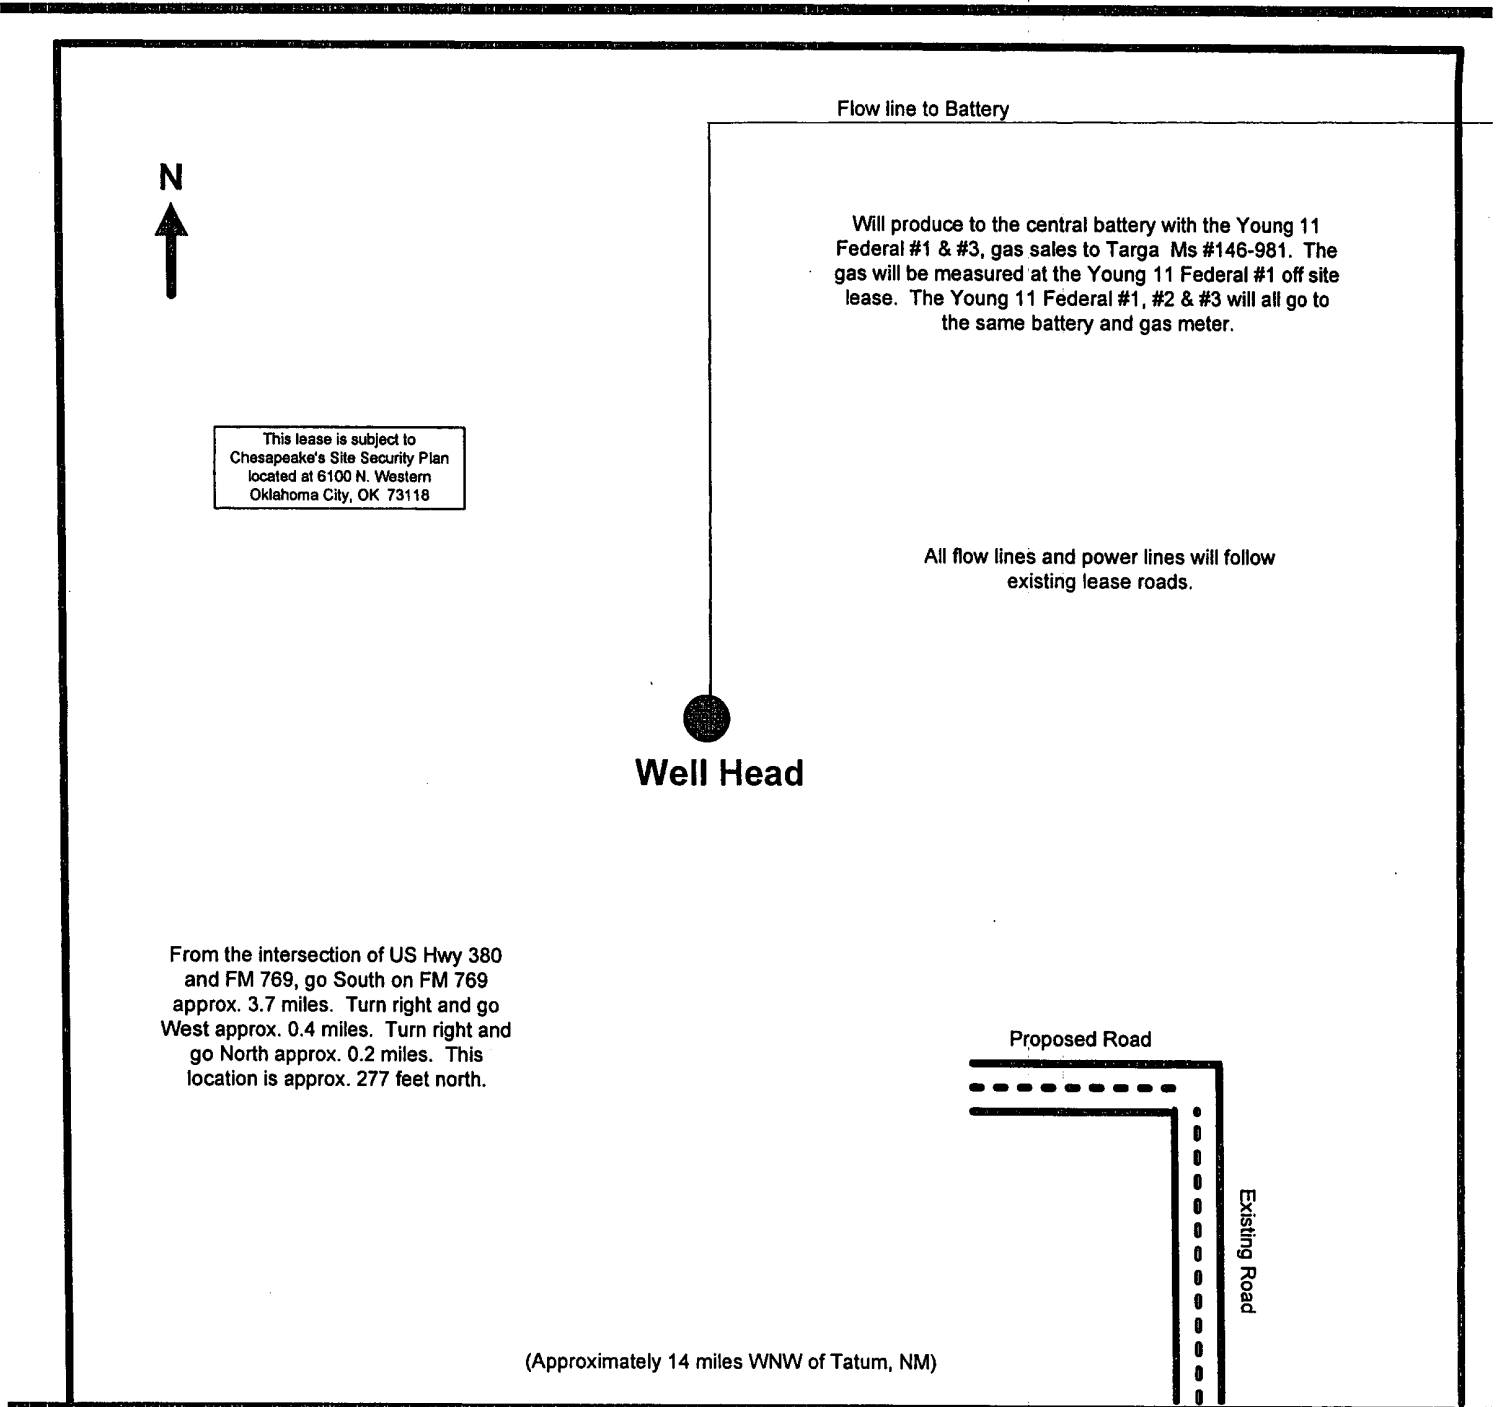 Flow line to Battery
N
Will produce to the central battery with the Young 11
Federal #1 & #3, gas sales to Targa Ms #146-981. The
gas will be measured at the Young 11 Federal #1 off site
lease. The Young 11 Federal #1, #2 & #3 will all go to
the same battery and gas meter.
This lease is subject to
Chesapeake's Site Security Plan
located at 6100 N. Western
Oklahoma City, OK 73118
All flow lines and power lines will follow
existing lease roads.
Well Head
From the intersection of US Hwy 380
and FM 769, go South on FM 769
approx. 3.7 miles. Turn right and go
West approx. 0.4 miles. Turn right and
go North approx. 0.2 miles. This
location is approx. 277 feet north.
Proposed Road
Existing Road
(Approximately 14 miles WNW of Tatum, NM)